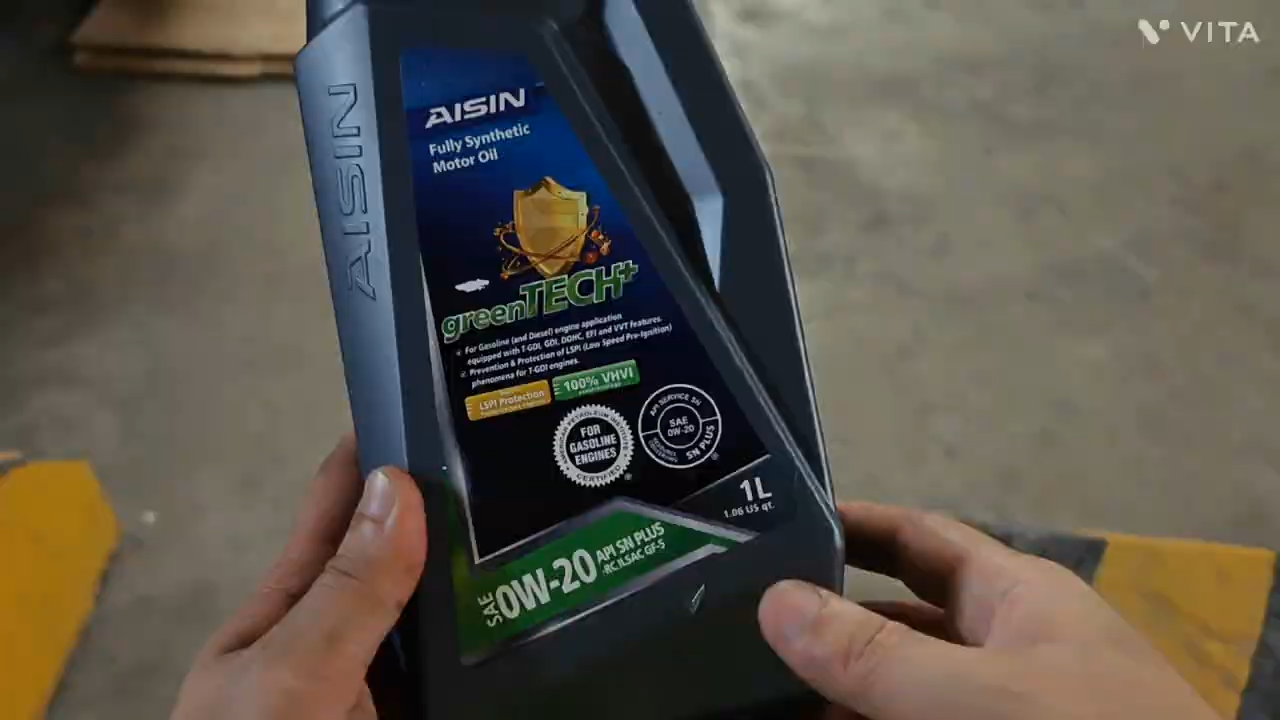 VITA
AISIN
AISIN
Fully Synthetic
Motor Oil
greenTECH+
For Gasoline (and Diesel) engine application
equipped with T-GDI, GDI, DOHC, EFI and VVT features.
Prevention & Protection of LSPI (Low Speed Pre-Ignition)
phenomena for T-GDI engines.
LSPI Protection
100% VHVI
FOR
GASOLINE
ENGINES
CERTIFIED
API SERVICE SN
SAE
0W-20
RESOURCE
CONSERVING
SN PLUS
1L
1.06 US qt.
SAE 0W-20 API SN PLUS
-RC, ILSAC GF-5